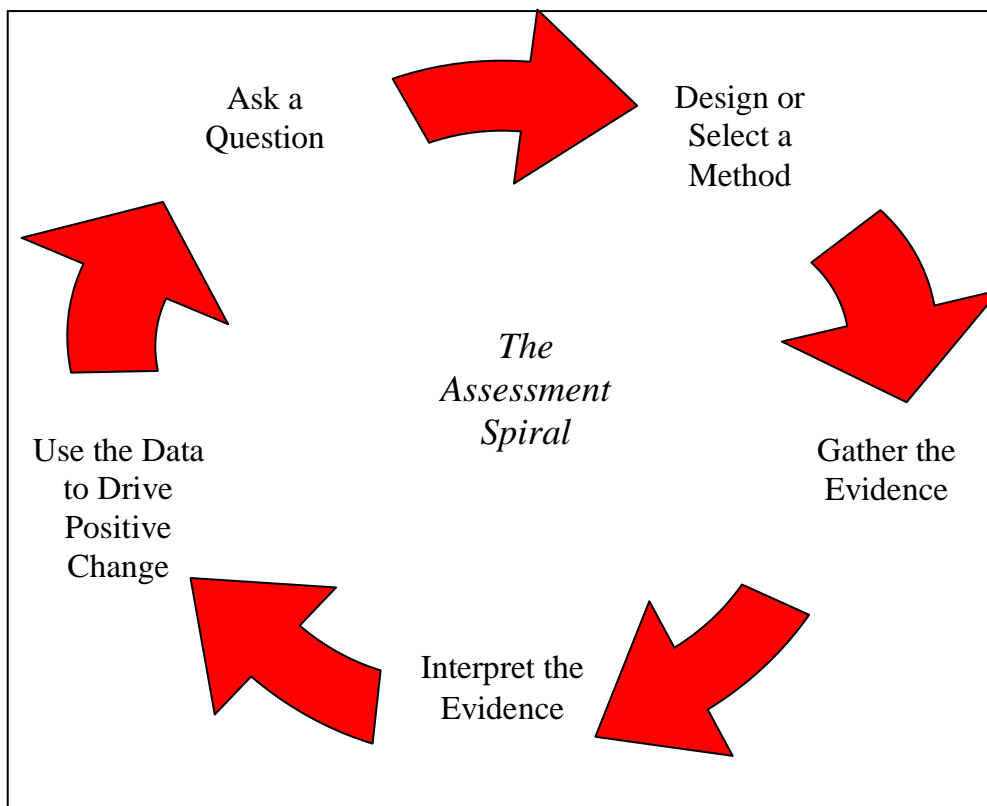 Ask a
Question
Design or
Select a
Method
Gather the
Evidence
Interpret the
Evidence
Use the Data
to Drive
Positive
Change
The
Assessment
Spiral